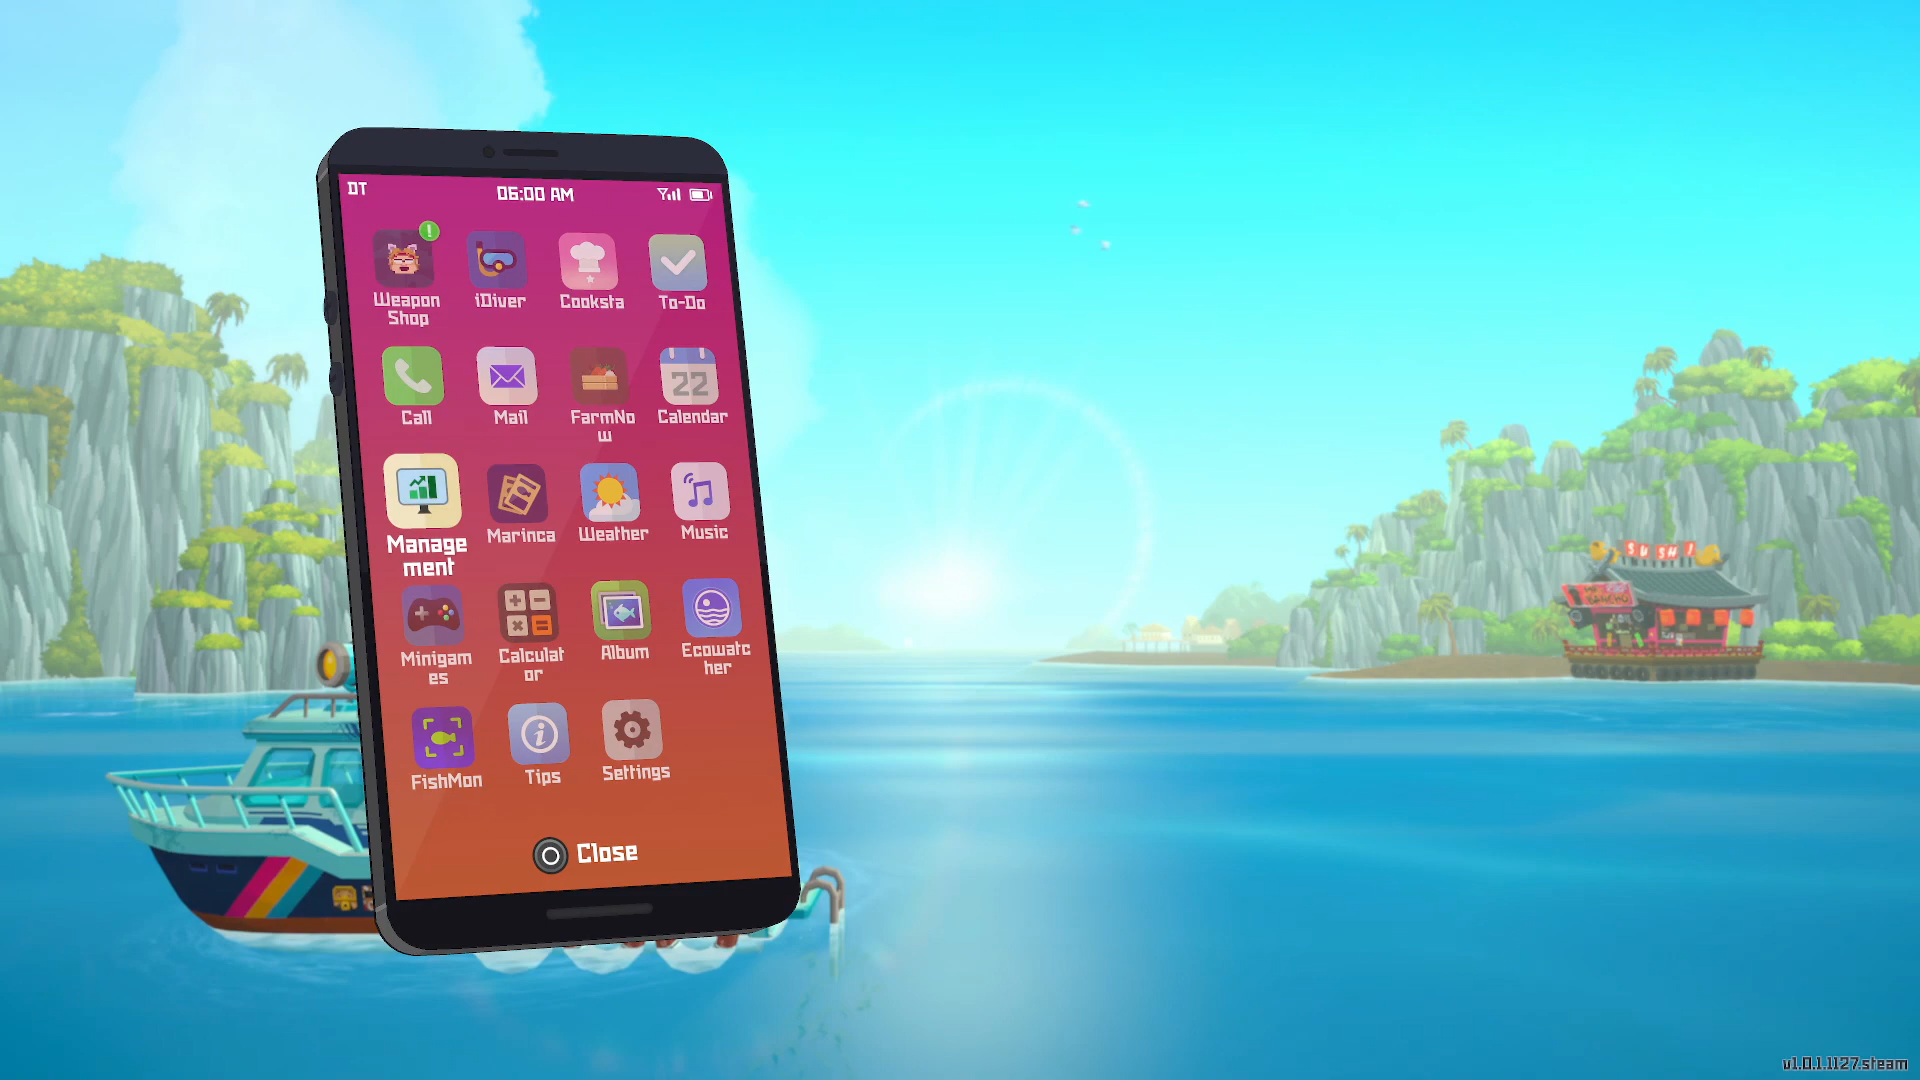 DT
06:00 AM
!
Weapon
Shop
iDiver
Cooksta
To-Do
Call
Mail
FarmNo
w
22
Calendar
Manage
ment
Marinca
Weather
Music
Minigam
es
Calculat
or
Album
Ecowatc
her
FishMon
Tips
Settings
Close
SUSHI
BANCHO
v1.0.1.1127.steam